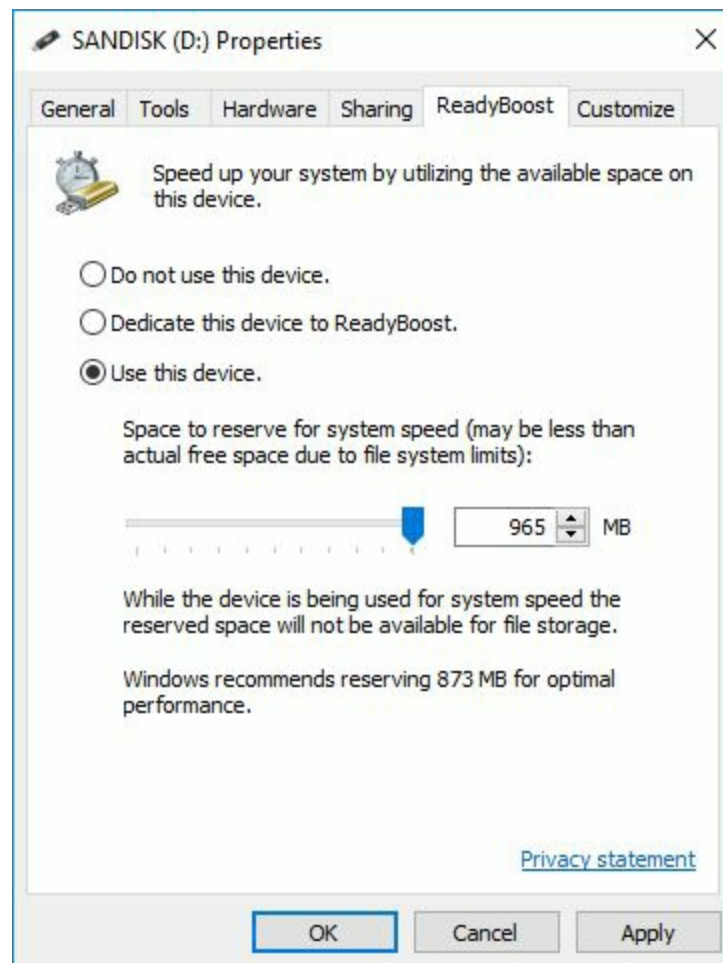 SANDISK (D:) Properties
General Tools Hardware Sharing ReadyBoost Customize
Speed up your system by utilizing the available space on
this device.
Do not use this device.
Dedicate this device to ReadyBoost.
Use this device.
Space to reserve for system speed (may be less than
actual free space due to file system limits):
965 MB
While the device is being used for system speed the
reserved space will not be available for file storage.
Windows recommends reserving 873 MB for optimal
performance.
Privacy statement
OK Cancel Apply